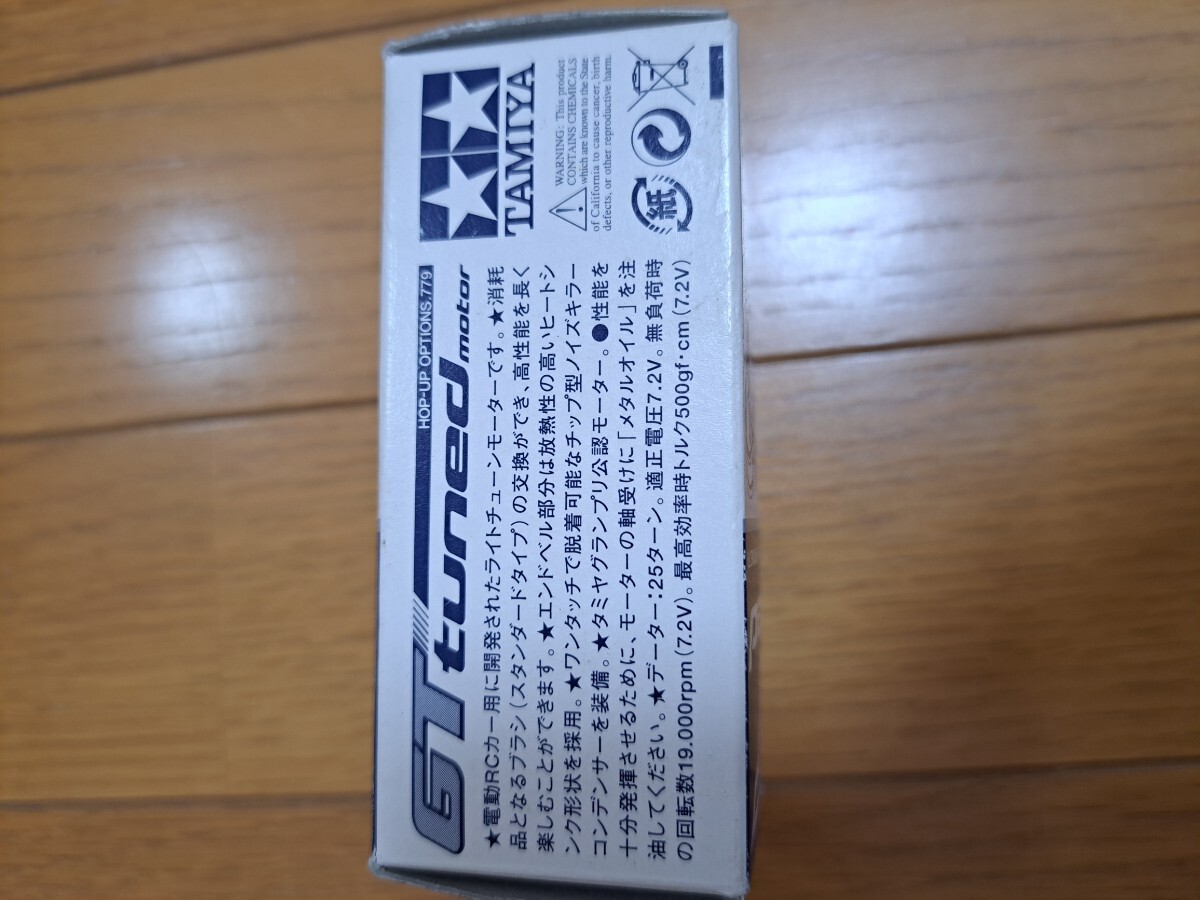 HOP-UP OPTIONS.779
GT tuned motor
★電動RCカー用に開発されたライトチューンモーターです。★消耗
品となるブラシ(スタンダードタイプ)の交換ができ、高性能を長く
楽しむことができます。★エンドベル部分は放熱性の高いヒートシ
ンク形状を採用。★ワンタッチで脱着可能なチップ型ノイズキラー
コンデンサーを装備。★タミヤグランプリ公認モーター。●性能を
十分発揮させるために、モーターの軸受けに「メタルオイル」を注
油してください。★データー:25ターン。適正電圧7.2V。無負荷時
の回転数19.000rpm(7.2V)。最高効率時トルク500gf・cm(7.2V)
TAMIYA
WARNING: This product
CONTAINS CHEMICALS
which are known to the State
of California to cause cancer, birth
defects, or other reproductive harm.
紙